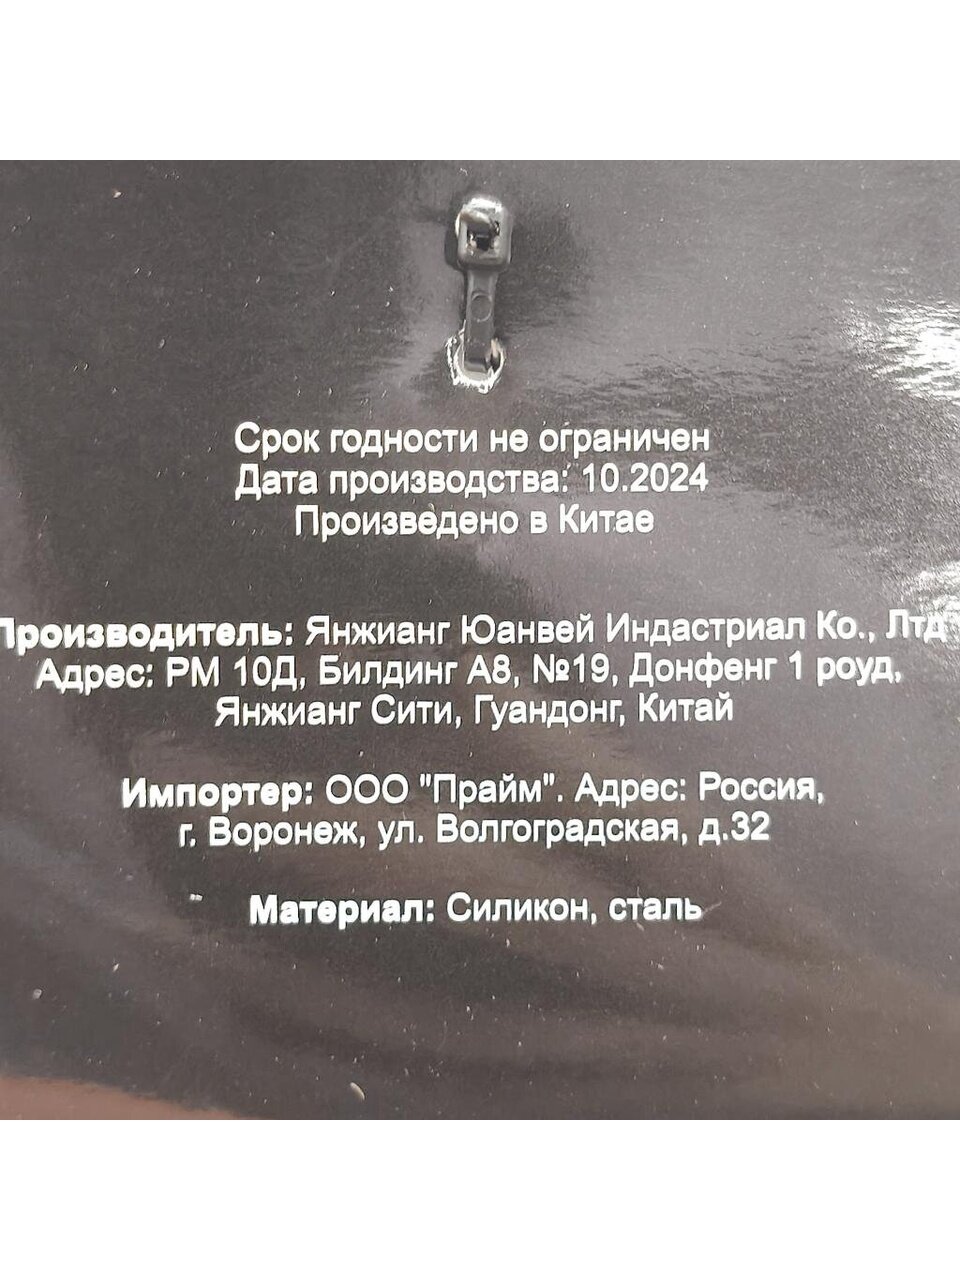 Срок годности не ограничен
Дата производства: 10.2024
Произведено в Китае
Производитель: Янжианг Юанвей Индастриал Ко., Лтд
Адрес: РМ 10Д, Билдинг А8, №19, Донфенг 1 роуд,
Янжианг Сити, Гуандонг, Китай
Импортер: ООО "Прайм". Адрес: Россия,
г. Воронеж, ул. Волгоградская, д.32
Материал: Силикон, сталь